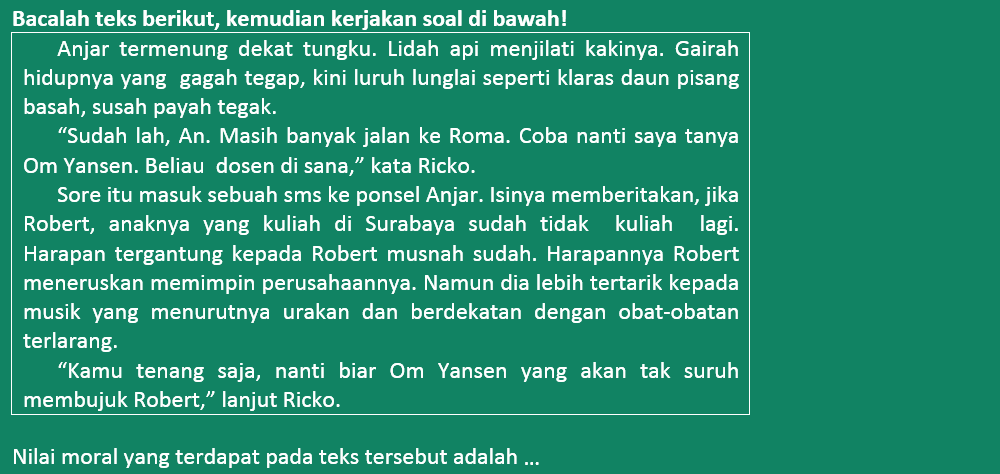 Bacalah teks berikut, kemudian kerjakan soal di bawah!
Anjar termenung dekat tungku. Lidah api menjilati kakinya. Gairah
hidupnya yang gagah tegap, kini luruh lunglai seperti klaras daun pisang
basah, susah payah tegak.
“Sudah lah, An. Masih banyak jalan ke Roma. Coba nanti saya tanya
Om Yansen. Beliau dosen di sana,” kata Ricko.
Sore itu masuk sebuah sms ke ponsel Anjar. Isinya memberitakan, jika
Robert, anaknya yang kuliah di Surabaya sudah tidak kuliah lagi.
Harapan tergantung kepada Robert musnah sudah. Harapannya Robert
meneruskan memimpin perusahaannya. Namun dia lebih tertarik kepada
musik yang menurutnya urakan dan berdekatan dengan obat-obatan
terlarang.
“Kamu tenang saja, nanti biar Om Yansen yang akan tak suruh
membujuk Robert,” lanjut Ricko.
Nilai moral yang terdapat pada teks tersebut adalah ...